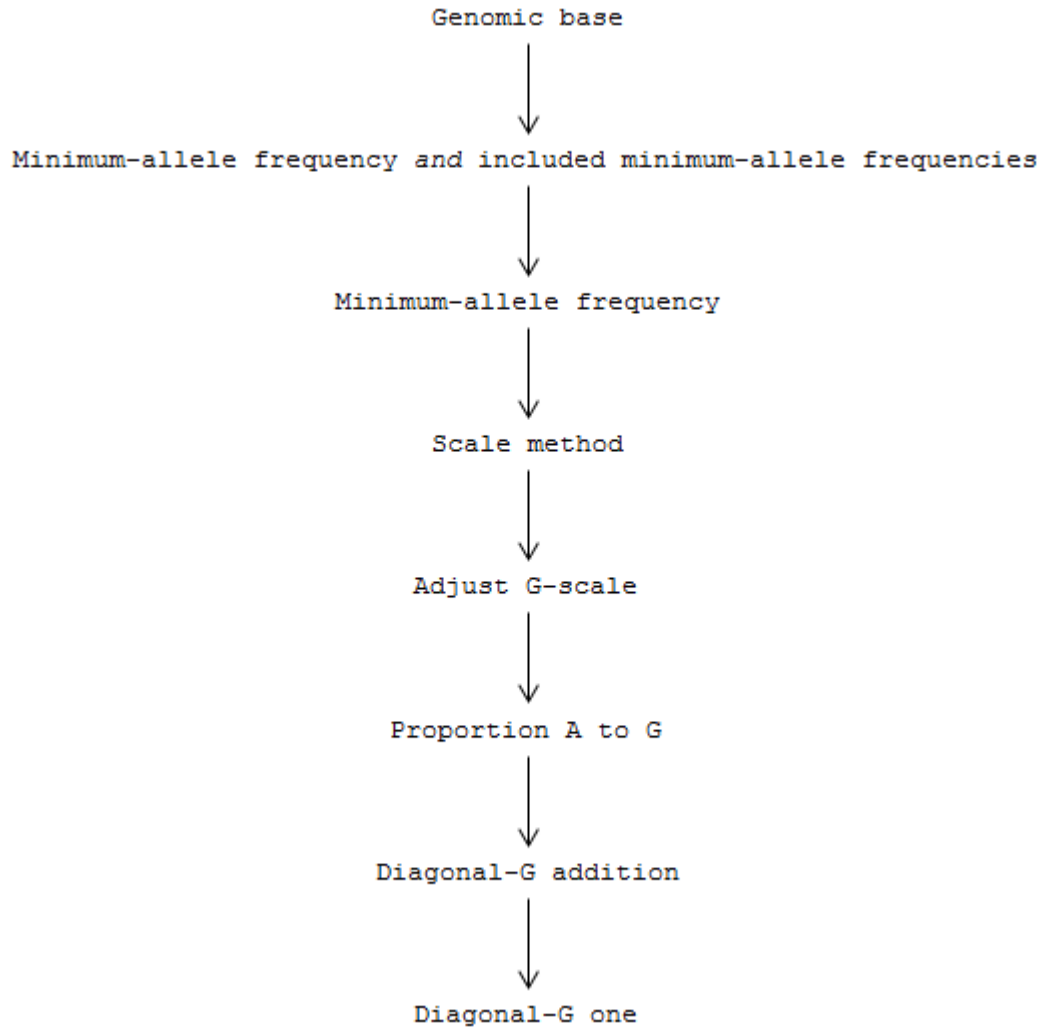 Genomic base
Minimum-allele frequency and included minimum-allele frequencies
Minimum-allele frequency
Scale method
Adjust G-scale
Proportion A to G
Diagonal-G addition
Diagonal-G one